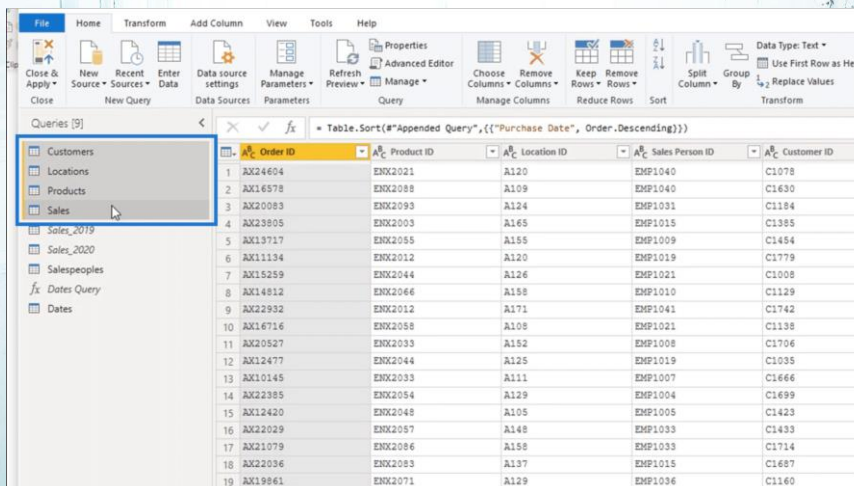 File Home Transform Add Column View Tools Help
Close & Apply New Source Recent Sources Enter Data Data source settings Manage Parameters Refresh Preview Properties Advanced Editor Manage Choose Columns Remove Columns Keep Rows Remove Rows Split Column Group By Data Type: Text Use First Row as He Replace Values
Close New Query Data Sources Parameters Query Manage Columns Reduce Rows Sort Transform
Queries [9]
= Table.Sort(#"Appended Query",{{"Purchase Date", Order.Descending}})
Customers
Locations
Products
Sales
Sales_2019
Sales_2020
Salespeoples
fx Dates Query
Dates
Order ID Product ID Location ID Sales Person ID Customer ID
1 AX24604 ENX2021 A120 EMP1040 C1078
2 AX16578 ENX2088 A109 EMP1040 C1630
3 AX20083 ENX2093 A124 EMP1031 C1184
4 AX23805 ENX2003 A165 EMP1015 C1385
5 AX13717 ENX2055 A155 EMP1009 C1454
6 AX11134 ENX2012 A120 EMP1019 C1779
7 AX15259 ENX2044 A126 EMP1021 C1008
8 AX14812 ENX2066 A158 EMP1010 C1129
9 AX22932 ENX2012 A171 EMP1041 C1742
10 AX16716 ENX2058 A108 EMP1021 C1138
11 AX20527 ENX2033 A152 EMP1008 C1706
12 AX12477 ENX2044 A125 EMP1019 C1035
13 AX10145 ENX2033 A111 EMP1007 C1666
14 AX22385 ENX2054 A129 EMP1004 C1699
15 AX12420 ENX2048 A105 EMP1005 C1423
16 AX22029 ENX2057 A148 EMP1033 C1433
17 AX21079 ENX2086 A158 EMP1033 C1714
18 AX22036 ENX2083 A137 EMP1015 C1687
19 AX19861 ENX2071 A129 EMP1036 C1160